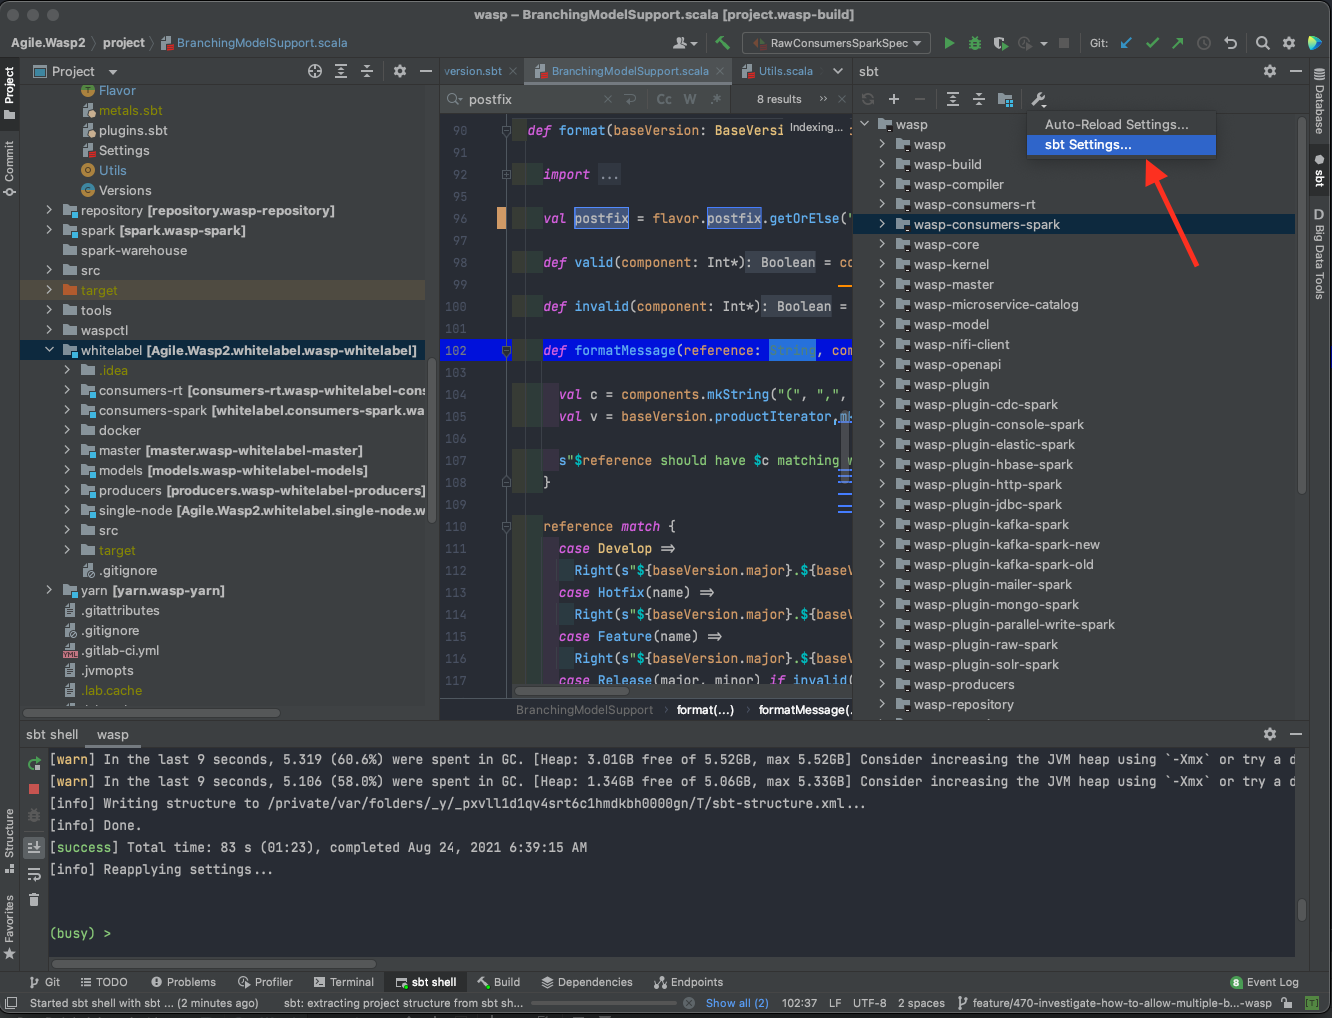 wasp – BranchingModelSupport.scala [project.wasp-build]
Agile.Wasp2 project BranchingModelSupport.scala
RawConsumersSparkSpec
Git:
Project
version.sbt BranchingModelSupport.scala Utils.scala
sbt
postfix
Cc W .*
8 results
Auto-Reload Settings...
sbt Settings...
Project
Commit
Structure
Favorites
Flavor
metals.sbt
plugins.sbt
Settings
Utils
Versions
repository [repository.wasp-repository]
spark [spark.wasp-spark]
spark-warehouse
src
target
tools
waspctl
whitelabel [Agile.Wasp2.whitelabel.wasp-whitelabel]
.idea
consumers-rt [consumers-rt.wasp-whitelabel-cons
consumers-spark [whitelabel.consumers-spark.wa
docker
master [master.wasp-whitelabel-master]
models [models.wasp-whitelabel-models]
producers [producers.wasp-whitelabel-producers]
single-node [Agile.Wasp2.whitelabel.single-node.w
src
target
.gitignore
yarn [yarn.wasp-yarn]
.gitattributes
.gitignore
.gitlab-ci.yml
.jvmopts
.lab.cache
90 def format(baseVersion: BaseVersi Indexing...
91
92 import ...
95
96 val postfix = flavor.postfix.getOrElse("
97
98 def valid(component: Int*): Boolean = co
99
100 def invalid(component: Int*): Boolean =
101
102 def formatMessage(reference: String, com
103
104 val c = components.mkString("(", ",",
105 val v = baseVersion.productIterator.m
106
107 s"$reference should have $c matching v
108 }
109
110 reference match {
111 case Develop ⇒
112 Right(s"${baseVersion.major}.${baseV
113 case Hotfix(name) ⇒
114 Right(s"${baseVersion.major}.${baseV
115 case Feature(name) ⇒
116 Right(s"${baseVersion.major}.${baseV
117 case Release(major, minor) if invalid(
BranchingModelSupport format(...) formatMessage(.
wasp
wasp
wasp-build
wasp-compiler
wasp-consumers-rt
wasp-consumers-spark
wasp-core
wasp-kernel
wasp-master
wasp-microservice-catalog
wasp-model
wasp-nifi-client
wasp-openapi
wasp-plugin
wasp-plugin-cdc-spark
wasp-plugin-console-spark
wasp-plugin-elastic-spark
wasp-plugin-hbase-spark
wasp-plugin-http-spark
wasp-plugin-jdbc-spark
wasp-plugin-kafka-spark
wasp-plugin-kafka-spark-new
wasp-plugin-kafka-spark-old
wasp-plugin-mailer-spark
wasp-plugin-mongo-spark
wasp-plugin-parallel-write-spark
wasp-plugin-raw-spark
wasp-plugin-solr-spark
wasp-producers
wasp-repository
Database
sbt
D Big Data Tools
sbt shell wasp
[warn] In the last 9 seconds, 5.319 (60.6%) were spent in GC. [Heap: 3.01GB free of 5.52GB, max 5.52GB] Consider increasing the JVM heap using `-Xmx` or try a d
[warn] In the last 9 seconds, 5.106 (58.0%) were spent in GC. [Heap: 1.34GB free of 5.06GB, max 5.33GB] Consider increasing the JVM heap using `-Xmx` or try a d
[info] Writing structure to /private/var/folders/_y/_pxvll1d1qv4srt6c1hmdkbh0000gn/T/sbt-structure.xml...
[info] Done.
[success] Total time: 83 s (01:23), completed Aug 24, 2021 6:39:15 AM
[info] Reapplying settings...
(busy) >
Git TODO Problems Profiler Terminal sbt shell Build Dependencies Endpoints 8 Event Log
Started sbt shell with sbt ... (2 minutes ago) sbt: extracting project structure from sbt sh... Show all (2) 102:37 LF UTF-8 2 spaces feature/470-investigate-how-to-allow-multiple-b...-wasp